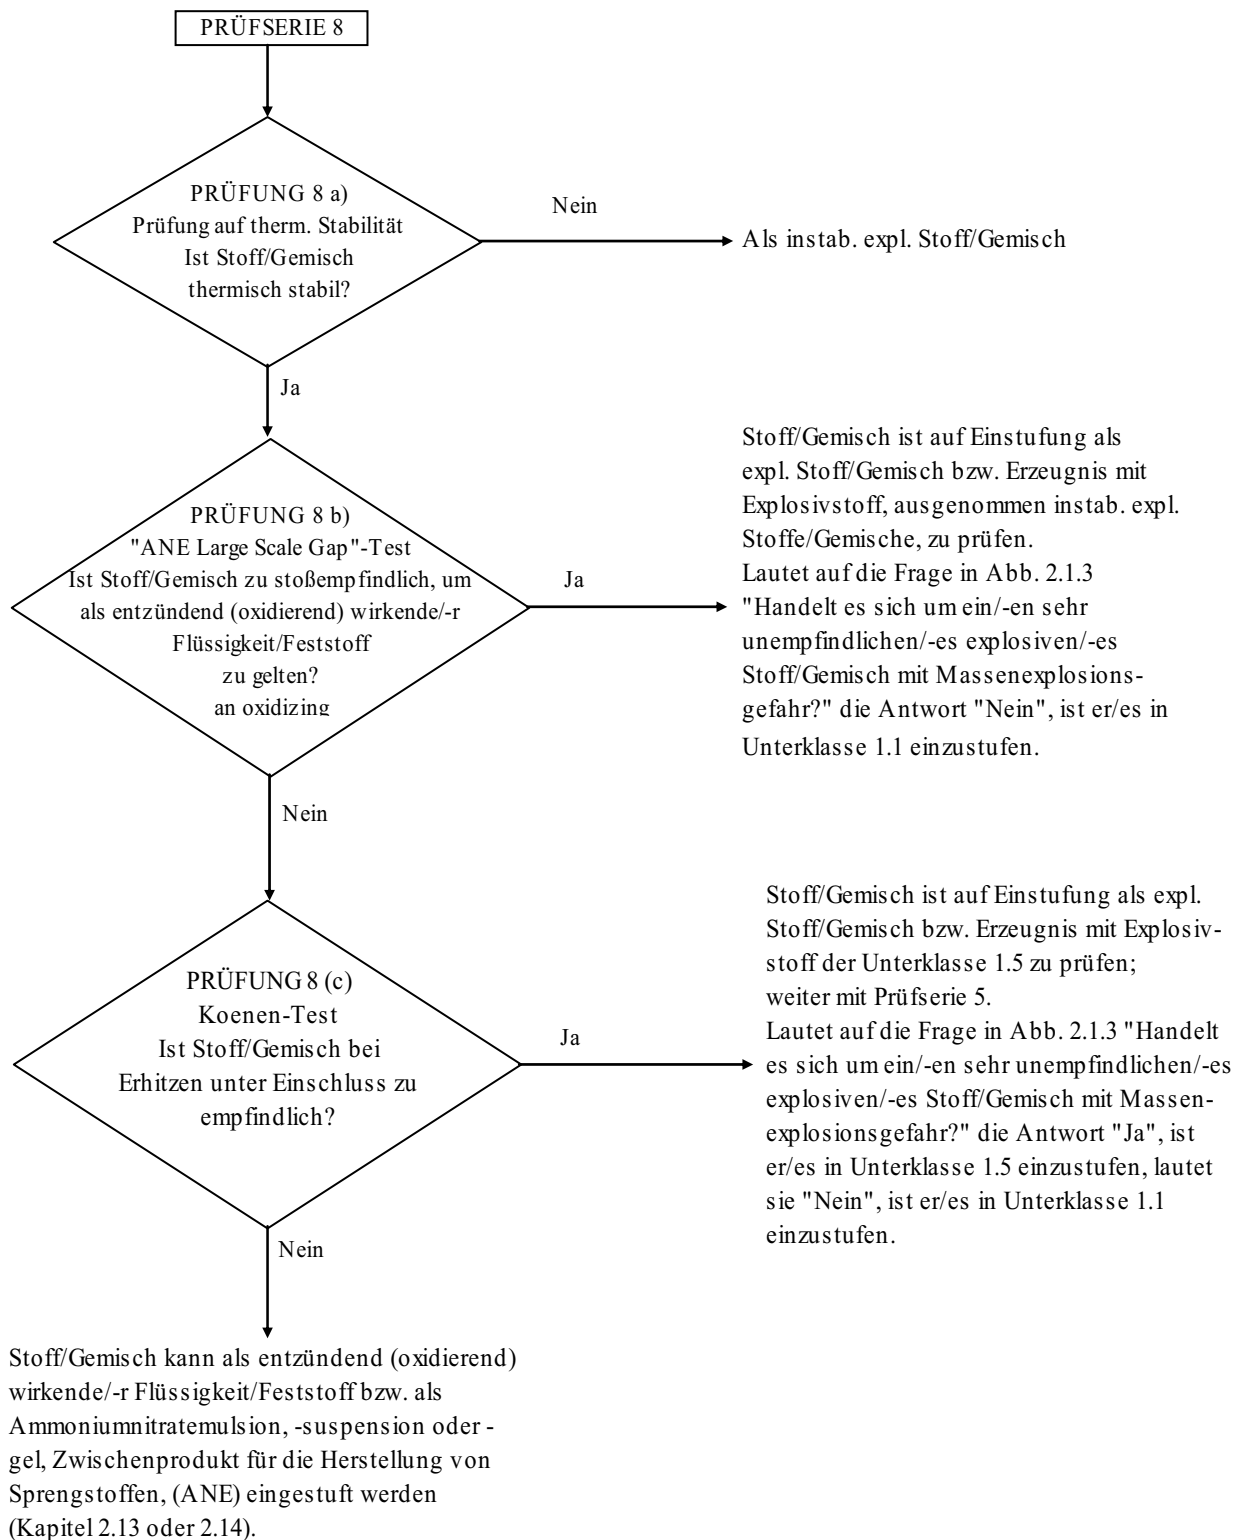 PRÜFSERIE 8
PRÜFUNG 8 a)
Prüfung auf therm. Stabilität
Ist Stoff/Gemisch
thermisch stabil?
Nein
Als instab. expl. Stoff/Gemisch
Ja
PRÜFUNG 8 b)
"ANE Large Scale Gap"-Test
Ist Stoff/Gemisch zu stoßempfindlich, um
als entzündend (oxidierend) wirkende/-r
Flüssigkeit/Feststoff
zu gelten?
an oxidizing
Ja
Stoff/Gemisch ist auf Einstufung als
expl. Stoff/Gemisch bzw. Erzeugnis mit
Explosivstoff, ausgenommen instab. expl.
Stoffe/Gemische, zu prüfen.
Lautet auf die Frage in Abb. 2.1.3
"Handelt es sich um ein/-en sehr
unempfindlichen/-es explosiven/-es
Stoff/Gemisch mit Massenexplosions-
gefahr?" die Antwort "Nein", ist er/es in
Unterklasse 1.1 einzustufen.
Nein
PRÜFUNG 8 (c)
Koenen-Test
Ist Stoff/Gemisch bei
Erhitzen unter Einschluss zu
empfindlich?
Ja
Stoff/Gemisch ist auf Einstufung als expl.
Stoff/Gemisch bzw. Erzeugnis mit Explosiv-
stoff der Unterklasse 1.5 zu prüfen;
weiter mit Prüfserie 5.
Lautet auf die Frage in Abb. 2.1.3 "Handelt
es sich um ein/-en sehr unempfindlichen/-es
explosiven/-es Stoff/Gemisch mit Massen-
explosionsgefahr?" die Antwort "Ja", ist
er/es in Unterklasse 1.5 einzustufen, lautet
sie "Nein", ist er/es in Unterklasse 1.1
einzustufen.
Nein
Stoff/Gemisch kann als entzündend (oxidierend)
wirkende/-r Flüssigkeit/Feststoff bzw. als
Ammoniumnitratemulsion, -suspension oder -
gel, Zwischenprodukt für die Herstellung von
Sprengstoffen, (ANE) eingestuft werden
(Kapitel 2.13 oder 2.14).